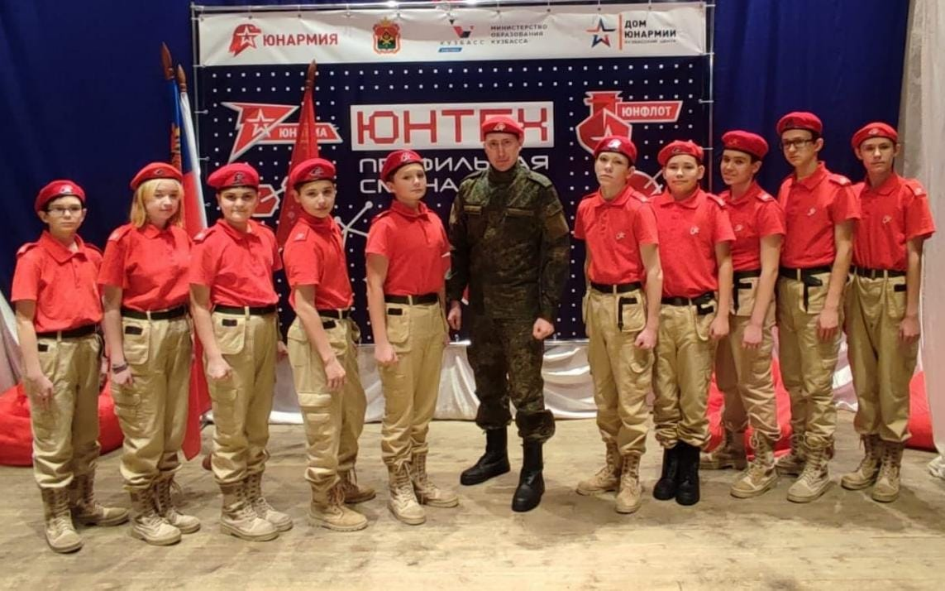 ЮНАРМИЯ
КУЗБАСС
МИНИСТЕРСТВО
ОБРАЗОВАНИЯ
КУЗБАССА
ДОМ
ЮНАРМИИ
ЮНТЕХ
ЮНФЛОТ